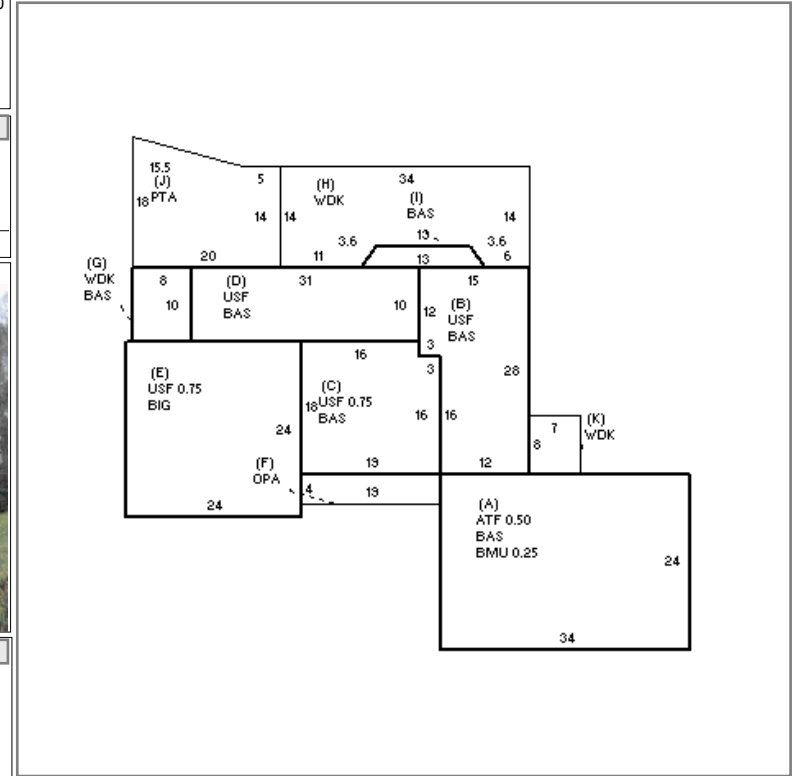 15.5
(J)
PTA
18
5
14
20
(H)
WDK
34
(I)
BAS
14
14
13
3.6
3.6
11
13
6
(G)
WDK
BAS
8
10
(D)
USF
BAS
31
10
15
12
(B)
USF
BAS
3
3
28
16
(E)
USF 0.75
BIG
24
24
16
(C)
USF 0.75
BAS
18
16
19
12
(F)
OPA
4
19
7
8
(K)
WDK
(A)
ATF 0.50
BAS
BMU 0.25
24
34